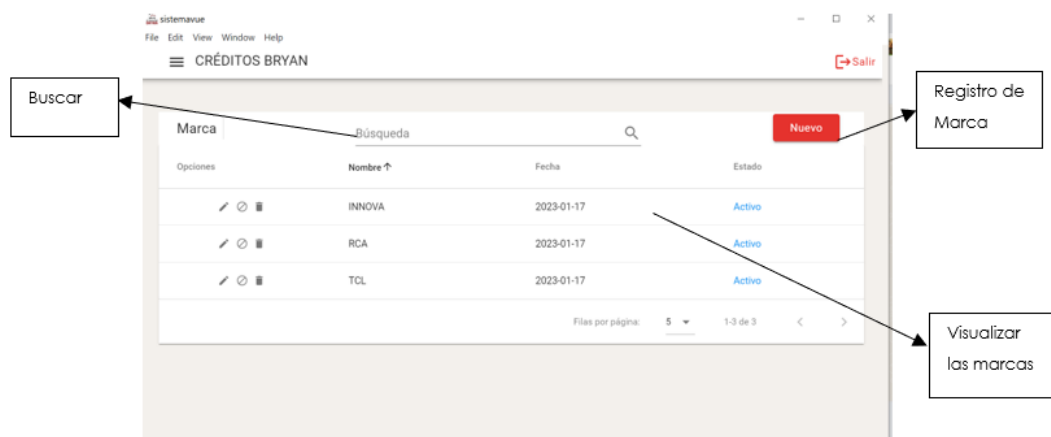 sistemavue
File Edit View Window Help
CRÉDITOS BRYAN
Salir
Buscar
Registro de
Marca
Marca
Búsqueda
Nuevo
Opciones Nombre Fecha Estado
INNOVA 2023-01-17 Activo
RCA 2023-01-17 Activo
TCL 2023-01-17 Activo
Filas por página: 5 1-3 de 3
Visualizar
las marcas